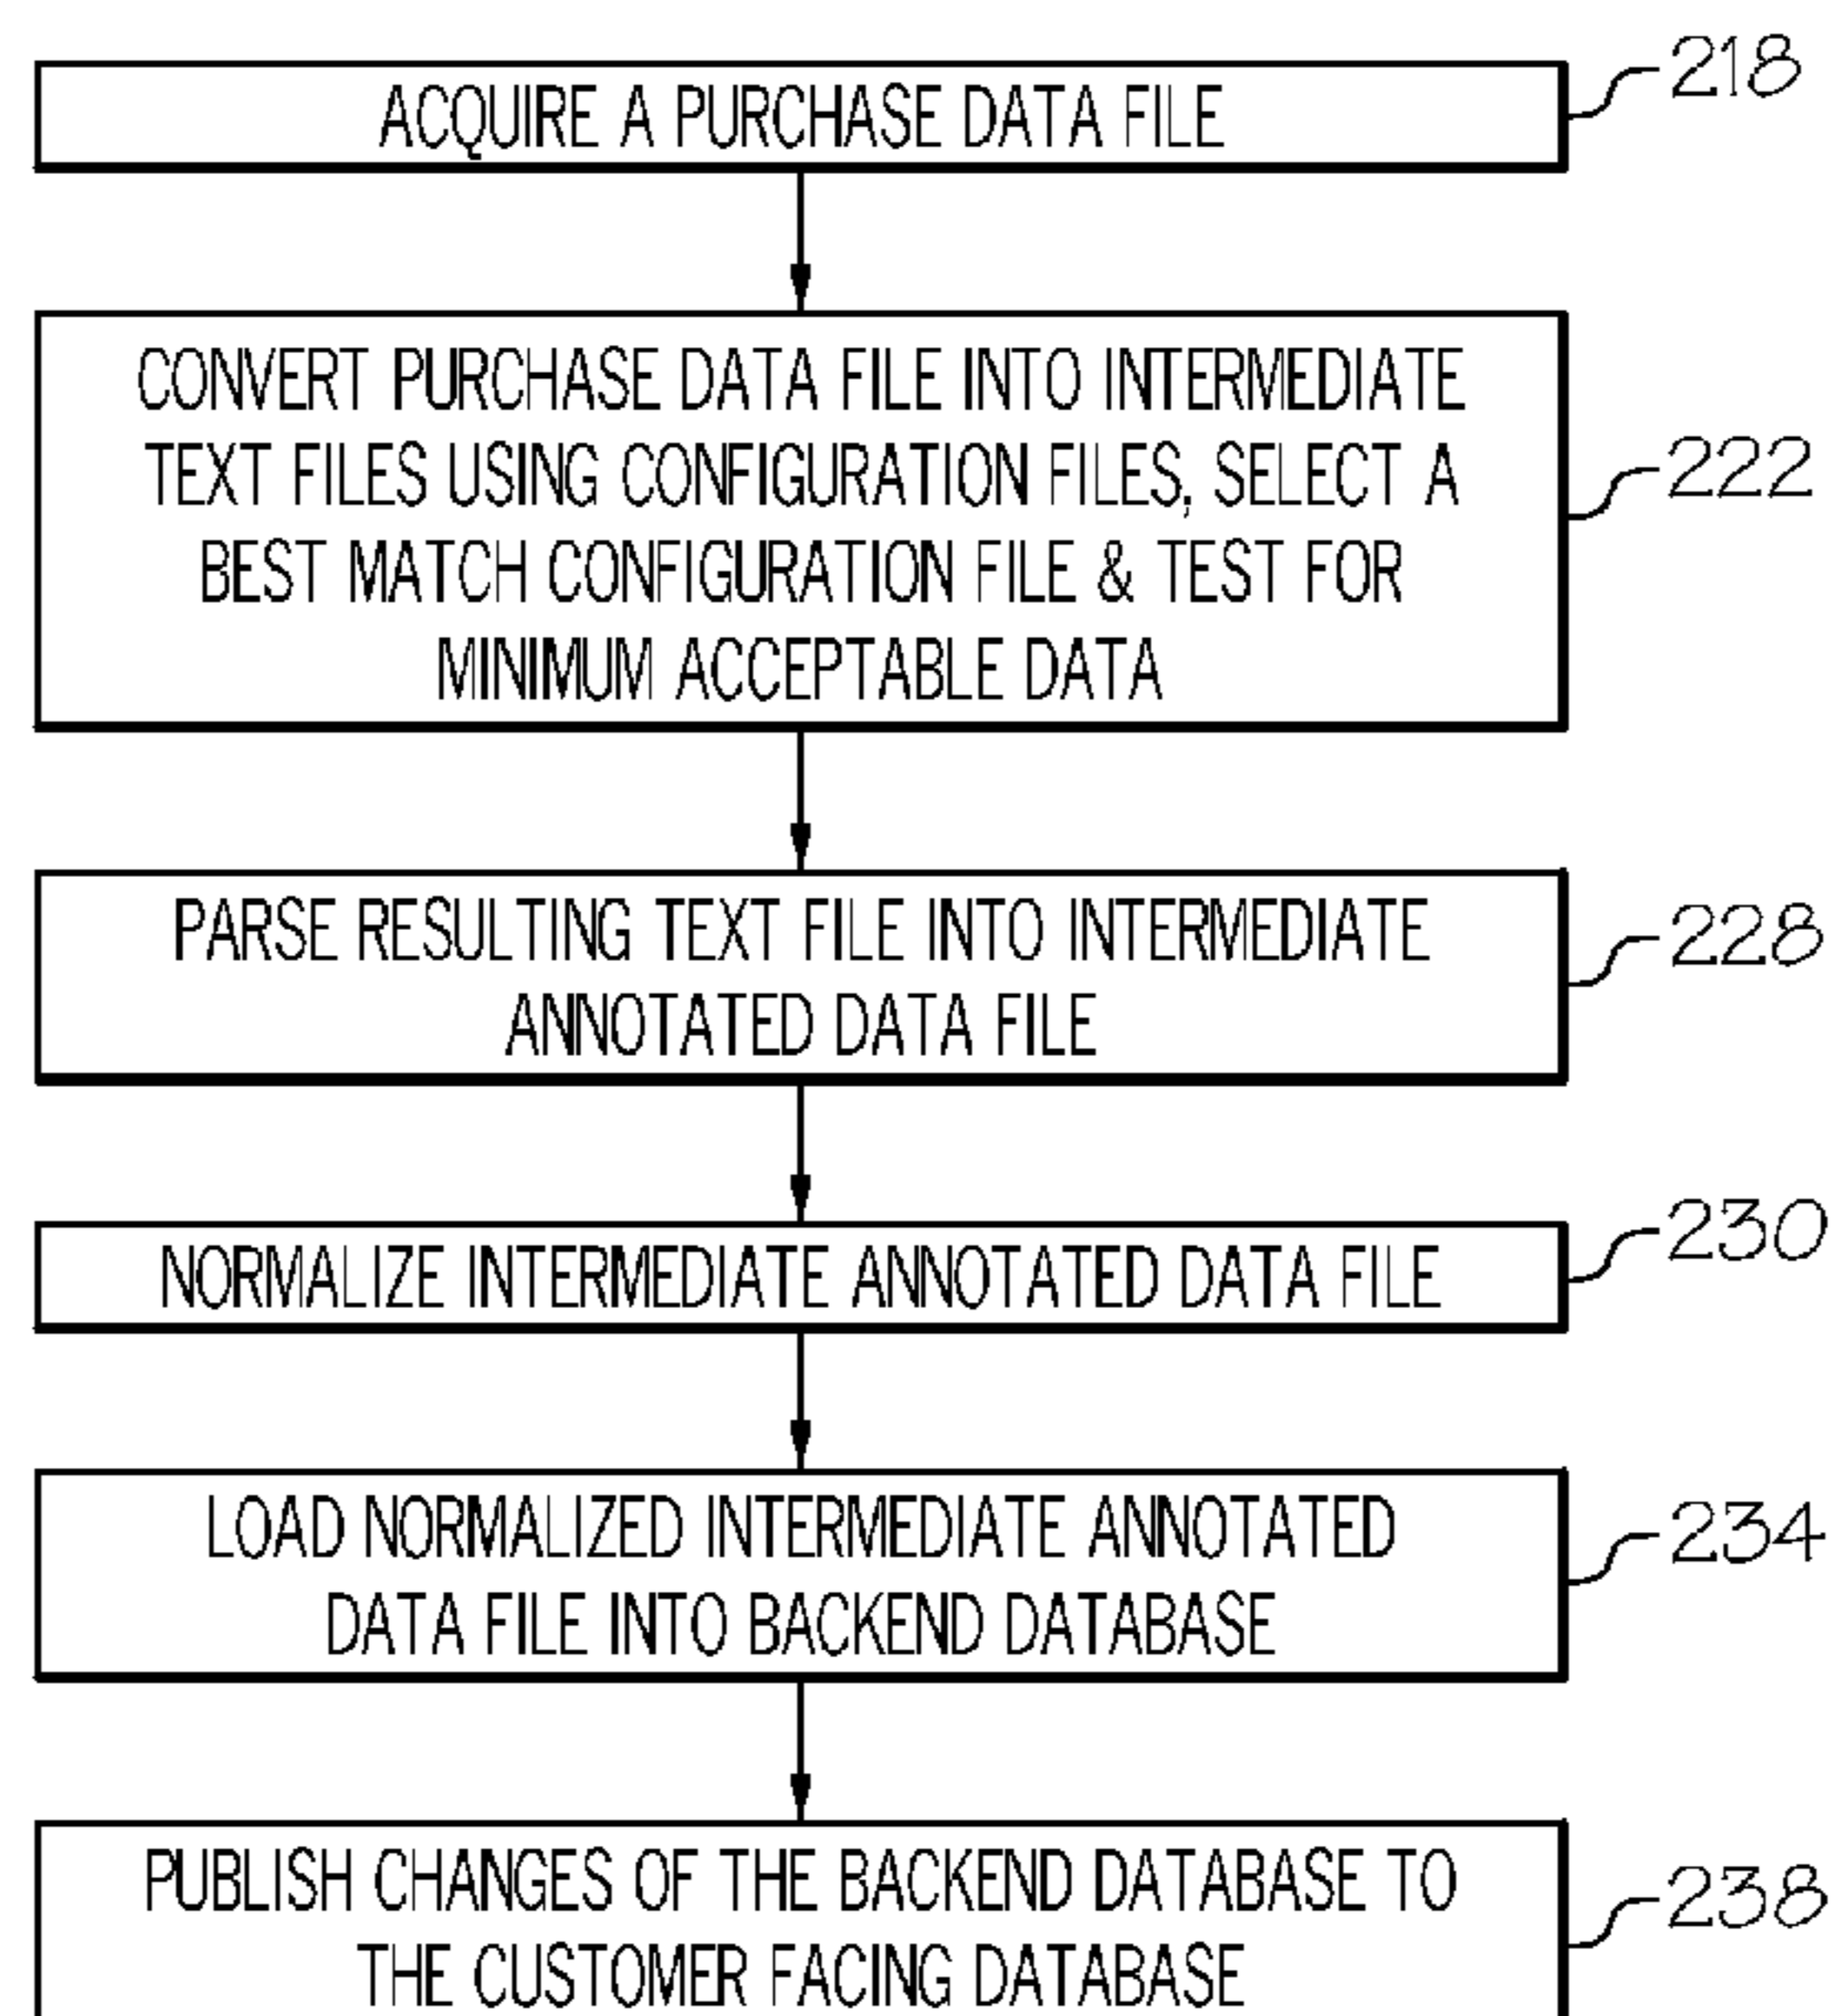 ACQUIRE A PURCHASE DATA FILE
218
CONVERT PURCHASE DATA FILE INTO INTERMEDIATE
TEXT FILES USING CONFIGURATION FILES, SELECT A
BEST MATCH CONFIGURATION FILE & TEST FOR
MINIMUM ACCEPTABLE DATA
222
PARSE RESULTING TEXT FILE INTO INTERMEDIATE
ANNOTATED DATA FILE
228
NORMALIZE INTERMEDIATE ANNOTATED DATA FILE
230
LOAD NORMALIZED INTERMEDIATE ANNOTATED
DATA FILE INTO BACKEND DATABASE
234
PUBLISH CHANGES OF THE BACKEND DATABASE TO
THE CUSTOMER FACING DATABASE
238